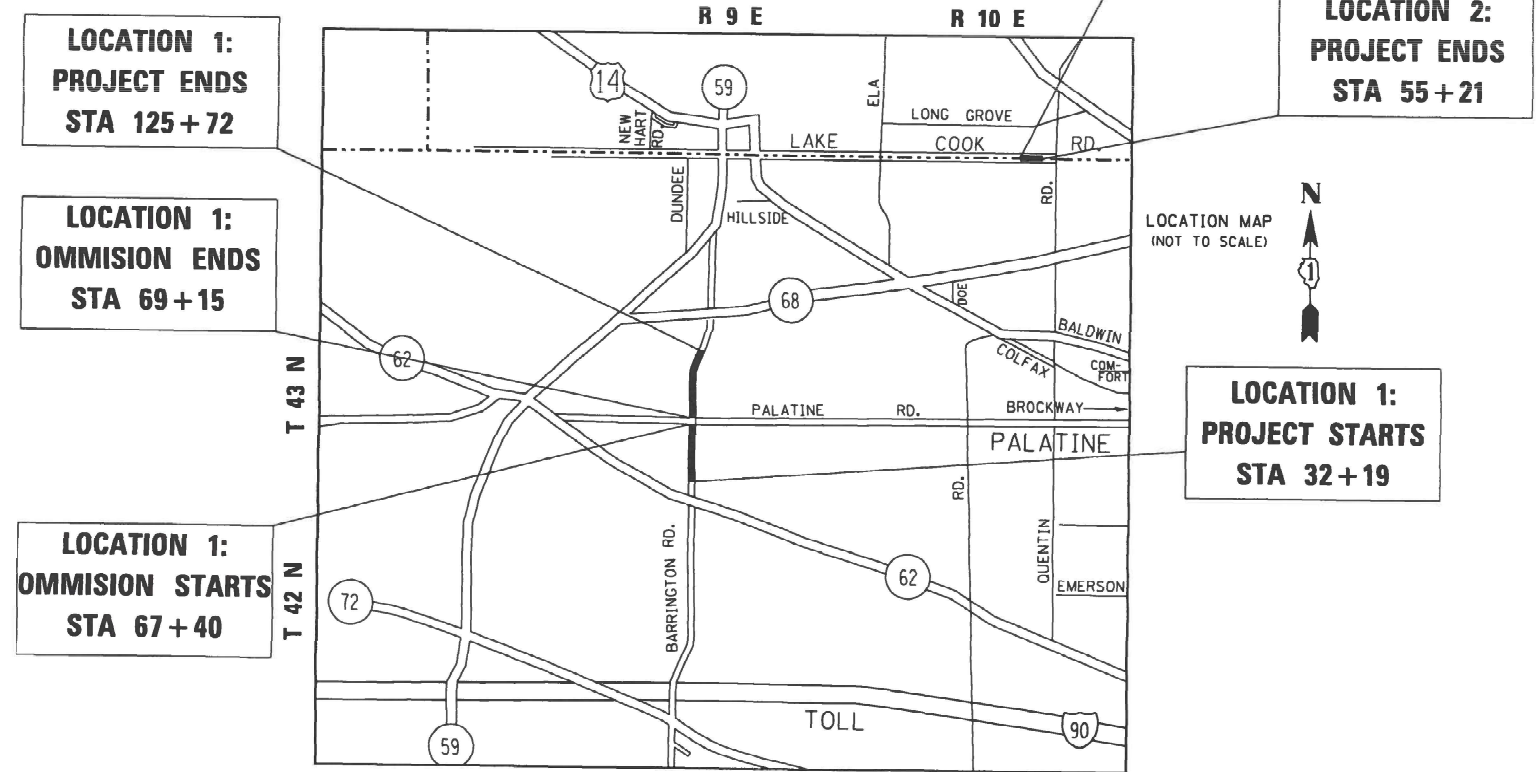 R 9 E
R 10 E
LOCATION 1:
PROJECT ENDS
STA 125+72
LOCATION 2:
PROJECT ENDS
STA 55+21
LOCATION 1:
OMMISION ENDS
STA 69+15
LOCATION 1:
OMMISION STARTS
STA 67+40
LOCATION 1:
PROJECT STARTS
STA 32+19
T 43 N
T 42 N
14
59
NEW
HART
RD.
ELA
LONG GROVE
LAKE COOK RD.
DUNDEE
HILLSIDE
RD.
LOCATION MAP
(NOT TO SCALE)
N
1
68
DOE
BALDWIN
COLFAX
COM-
FORT
62
PALATINE RD.
BROCKWAY
PALATINE
RD.
QUENTIN
BARRINGTON RD.
62
EMERSON
72
TOLL
90
59